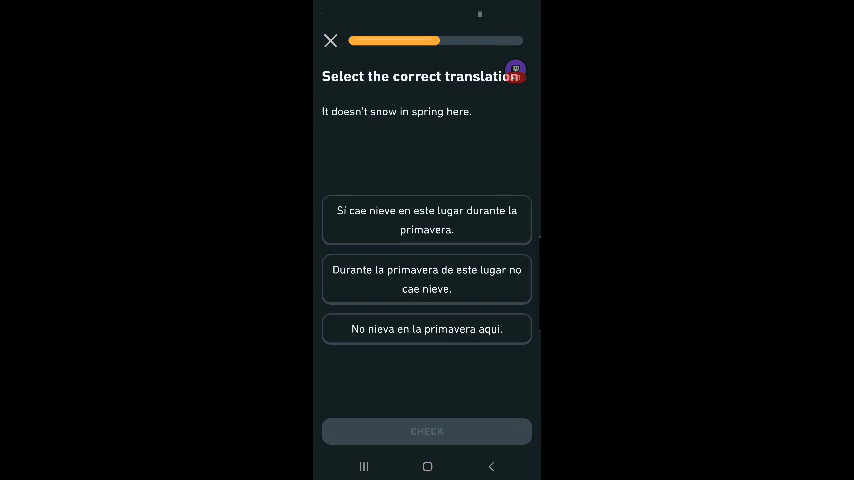 Select the correct translation
It doesn't snow in spring here.
Sí cae nieve en este lugar durante la
primavera.
Durante la primavera de este lugar no
cae nieve.
No nieva en la primavera aquí.
CHECK